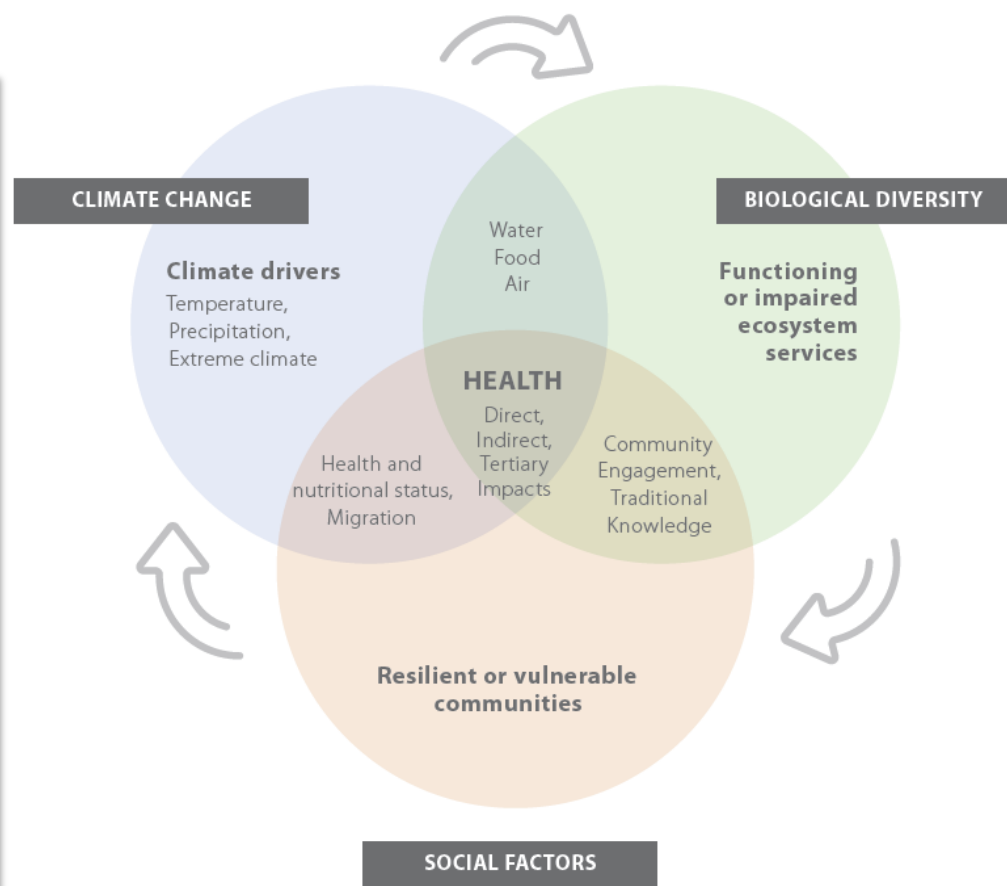 CLIMATE CHANGE
BIOLOGICAL DIVERSITY
Climate drivers
Temperature,
Precipitation,
Extreme climate
Water
Food
Air
Functioning
or impaired
ecosystem
services
HEALTH
Direct,
Indirect,
Tertiary
Impacts
Health and
nutritional status,
Migration
Community
Engagement,
Traditional
Knowledge
Resilient or vulnerable
communities
SOCIAL FACTORS